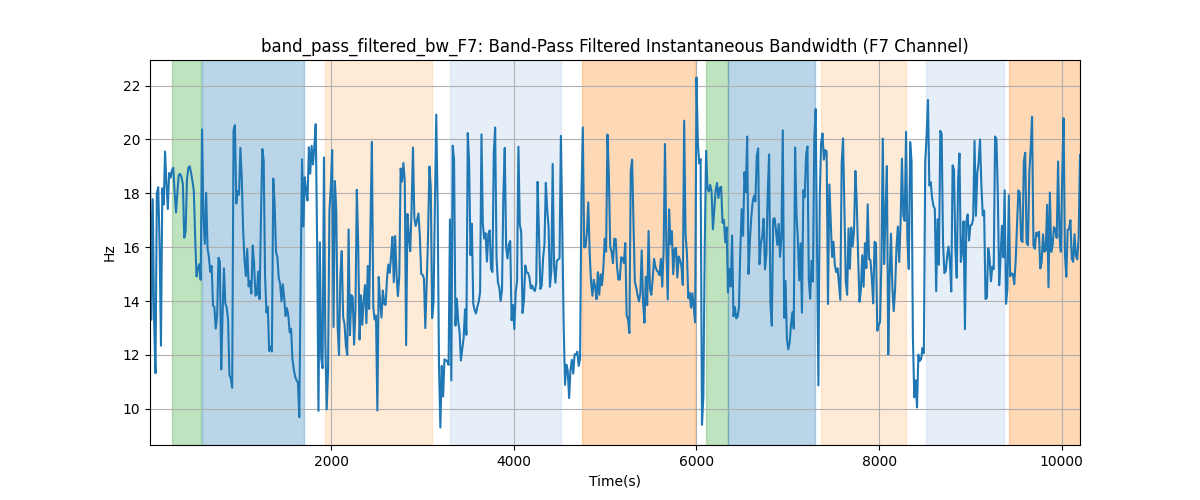 band_pass_filtered_bw_F7: Band-Pass Filtered Instantaneous Bandwidth (F7 Channel)
22
20
18
16
14
12
10
Hz
2000 4000 6000 8000 10000
Time(s)